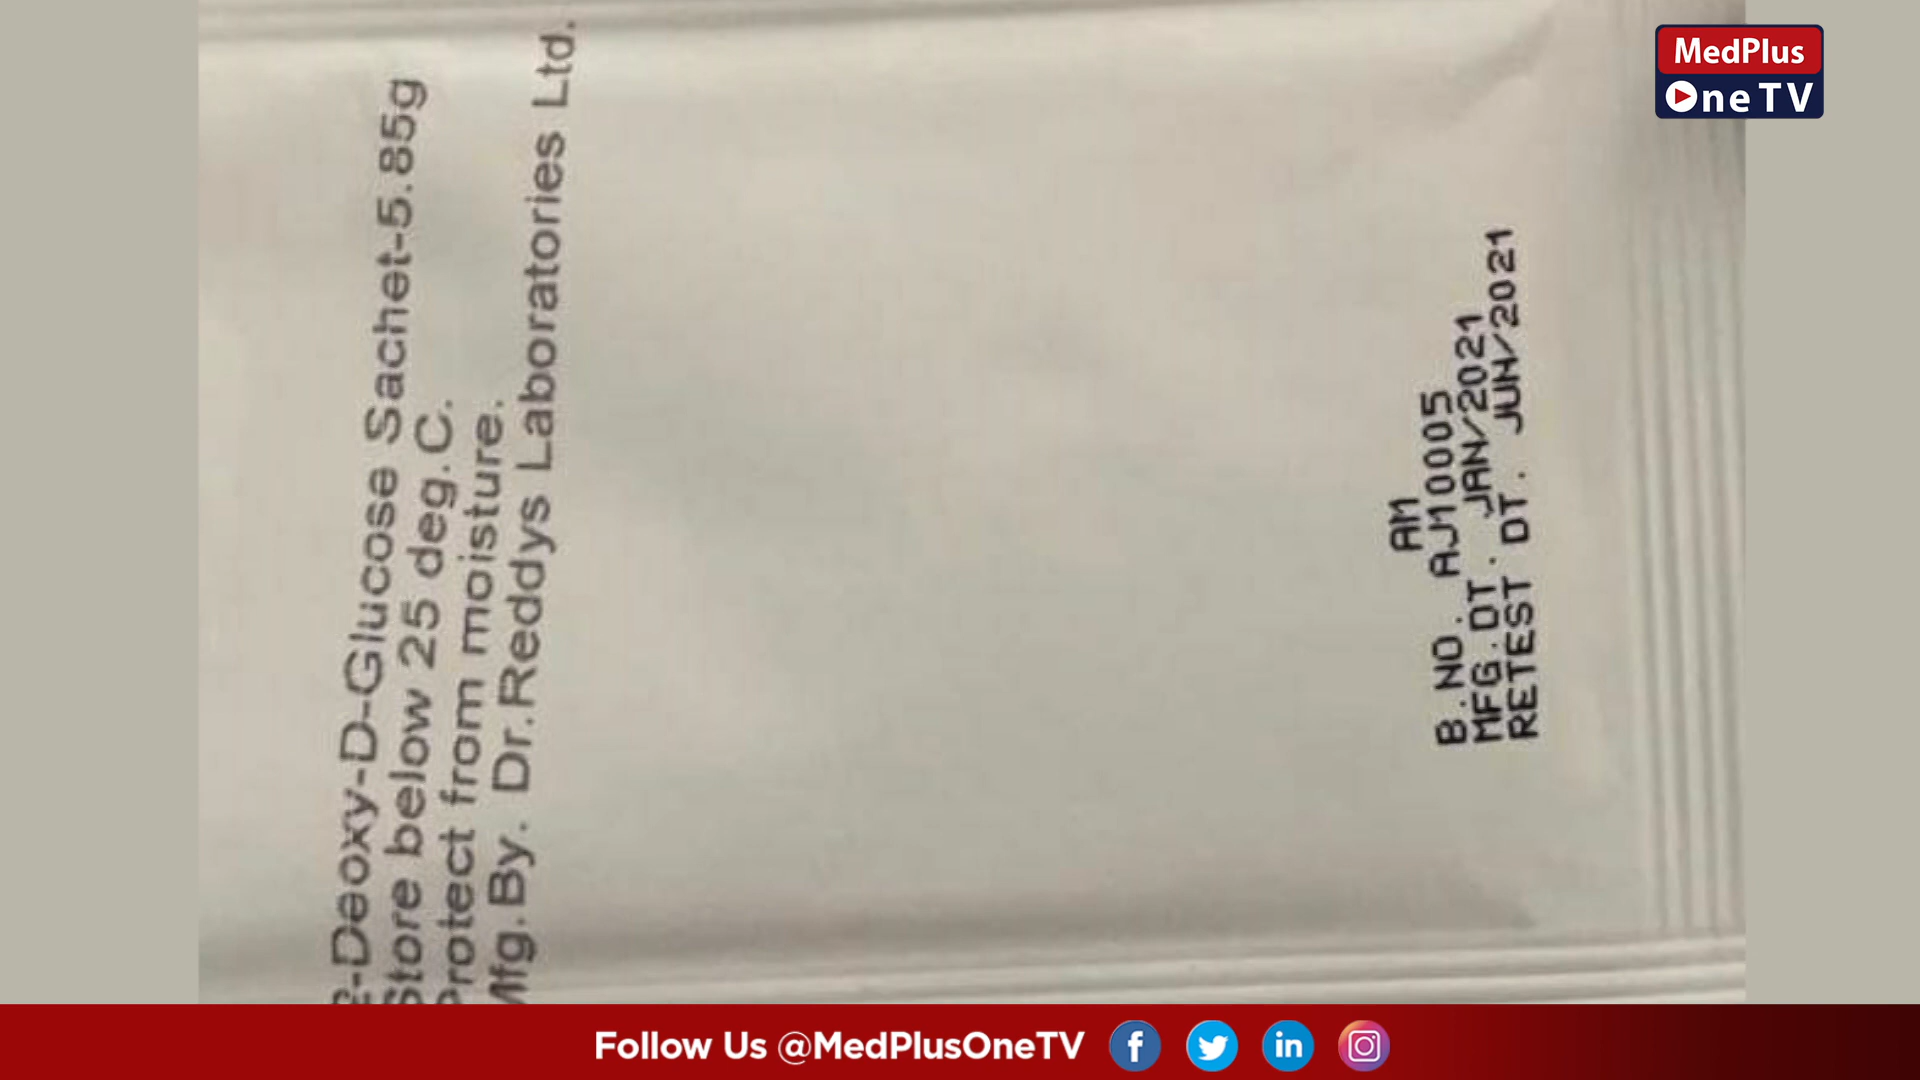 2-Deoxy-D-Glucose Sachet-5.85g
Store below 25 deg.C.
Protect from moisture.
Mfg.By. Dr.Reddys Laboratories Ltd.
AM
B.NO. AJ10005
MFG.DT. JAN/2021
RETEST DT. JUN/2021
MedPlus
One TV
Follow Us @MedPlusOneTV